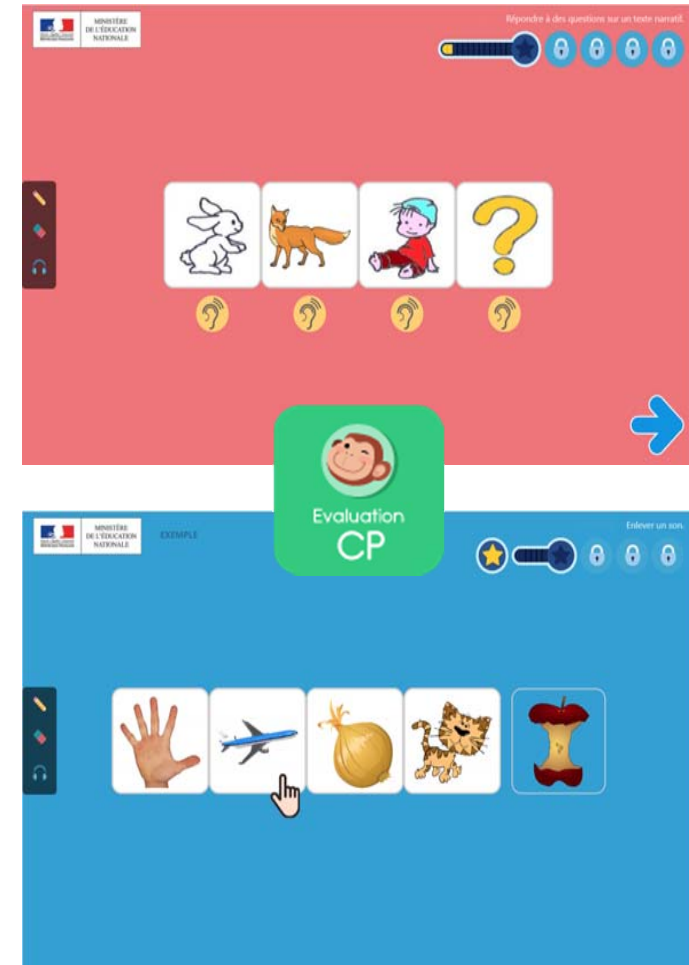 MINISTÈRE
DE L'ÉDUCATION
NATIONALE
Répondre à des questions sur un texte narratif.
Evaluation
CP
MINISTÈRE
DE L'ÉDUCATION
NATIONALE
EXEMPLE
Enlever un son.